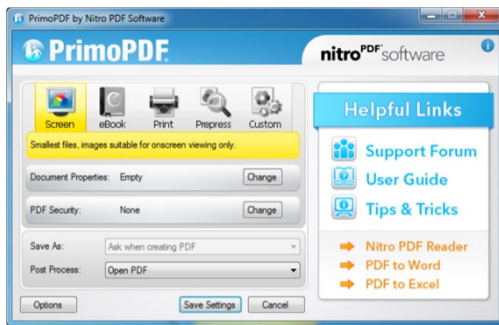 PrimoPDF by Nitro PDF Software
PrimoPDF
nitroPDF software
Screen eBook Print Prepress Custom
Smallest files, images suitable for onscreen viewing only.
Document Properties: Empty Change
PDF Security: None Change
Save As: Ask when creating PDF
Post Process: Open PDF
Options Save Settings Cancel
Helpful Links
Support Forum
User Guide
Tips & Tricks
Nitro PDF Reader
PDF to Word
PDF to Excel